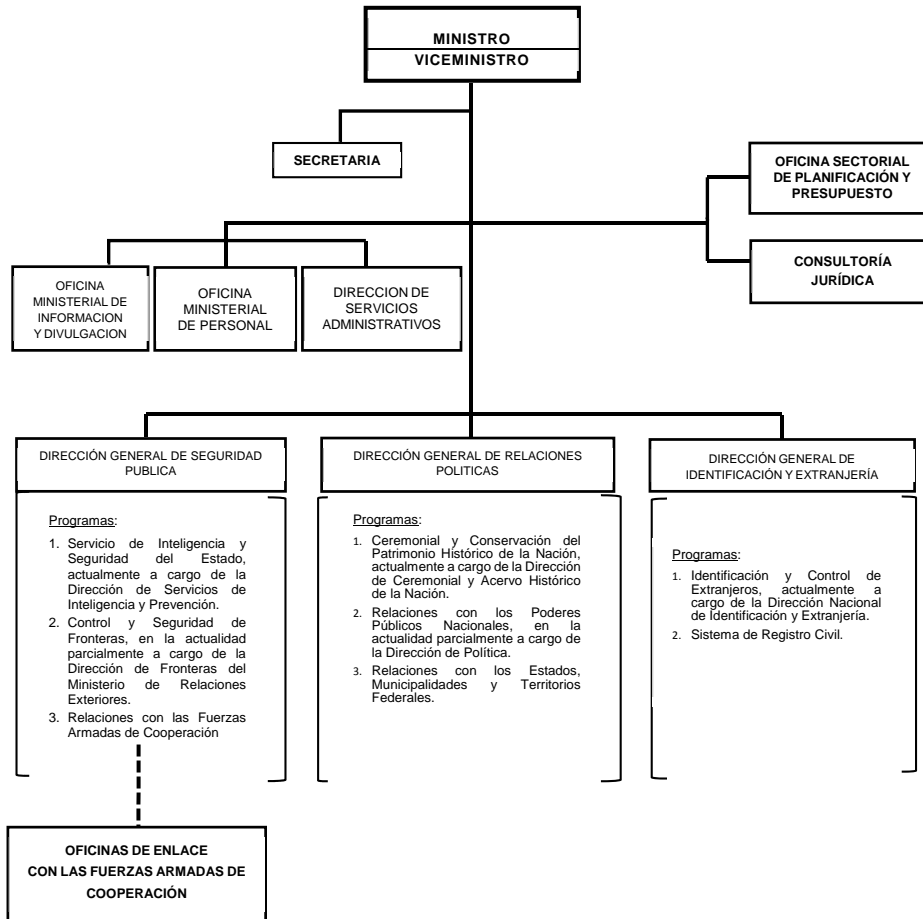 MINISTRO
VICEMINISTRO
SECRETARIA
OFICINA SECTORIAL
DE PLANIFICACIÓN Y
PRESUPUESTO
CONSULTORÍA
JURÍDICA
OFICINA
MINISTERIAL DE
INFORMACION
Y DIVULGACION
OFICINA
MINISTERIAL
DE PERSONAL
DIRECCION DE
SERVICIOS
ADMINISTRATIVOS
DIRECCIÓN GENERAL DE SEGURIDAD
PUBLICA
Programas:
1. Servicio de Inteligencia y
Seguridad del Estado,
actualmente a cargo de la
Dirección de Servicios de
Inteligencia y Prevención.
2. Control y Seguridad de
Fronteras, en la actualidad
parcialmente a cargo de la
Dirección de Fronteras del
Ministerio de Relaciones
Exteriores.
3. Relaciones con las Fuerzas
Armadas de Cooperación
OFICINAS DE ENLACE
CON LAS FUERZAS ARMADAS DE
COOPERACIÓN
DIRECCIÓN GENERAL DE RELACIONES
POLITICAS
Programas:
1. Ceremonial y Conservación del
Patrimonio Histórico de la Nación,
actualmente a cargo de la Dirección
de Ceremonial y Acervo Histórico
de la Nación.
2. Relaciones con los Poderes
Públicos Nacionales, en la
actualidad parcialmente a cargo de
la Dirección de Política.
3. Relaciones con los Estados,
Municipalidades y Territorios
Federales.
DIRECCIÓN GENERAL DE
IDENTIFICACIÓN Y EXTRANJERÍA
Programas:
1. Identificación y Control de
Extranjeros, actualmente a
cargo de la Dirección Nacional
de Identificación y Extranjería.
2. Sistema de Registro Civil.